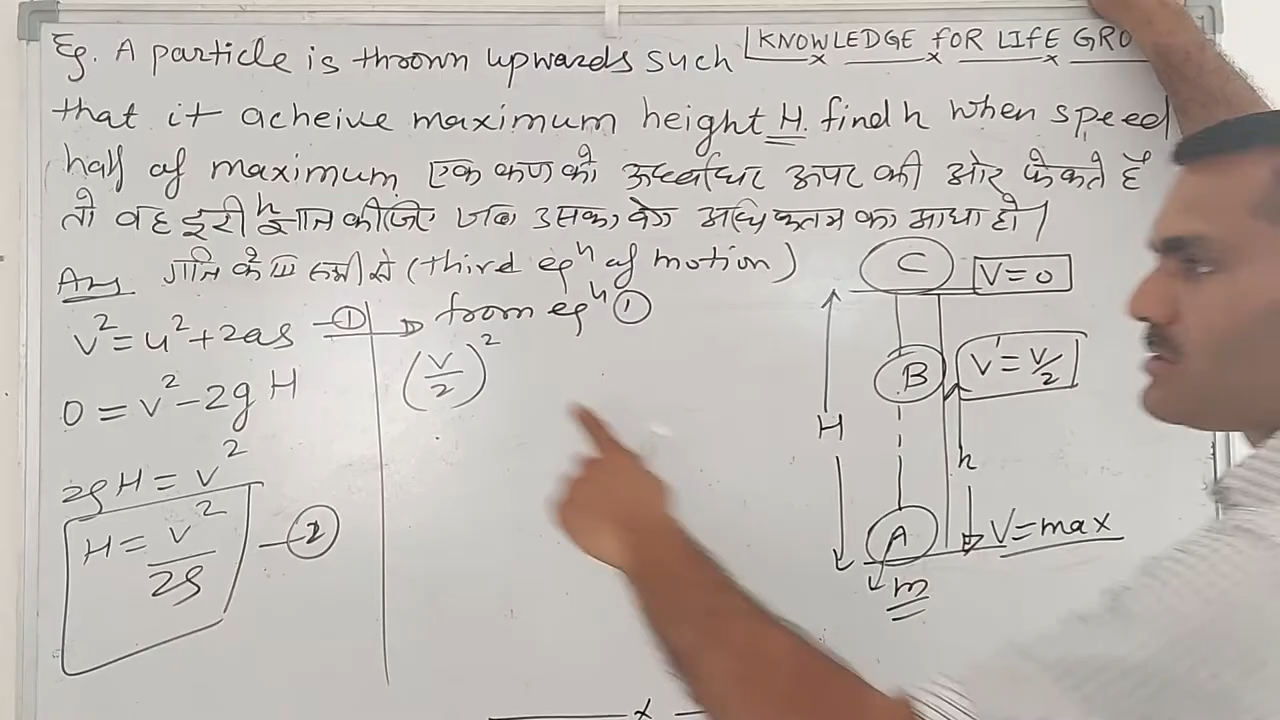 Eg. A particle is thrown upwards such
KNOWLEDGE FOR LIFE GRO
that it acheive maximum height H. find h when speed
half of maximum. एक कण को ऊर्ध्वाधर ऊपर की ओर फेंकते हैं
तो वह दूरी h ज्ञात कीजिए जब उसका वेग अधिकतम का आधा हो।
Ans गति के III समी से (third eqn of motion)
v²=u²+2as —①
0=v²-2gH
2gH=v²
H=v²/2g —②
from eqn ①
(v/2)²
C V=0
B V'=V/2
H
h
A V=max
m